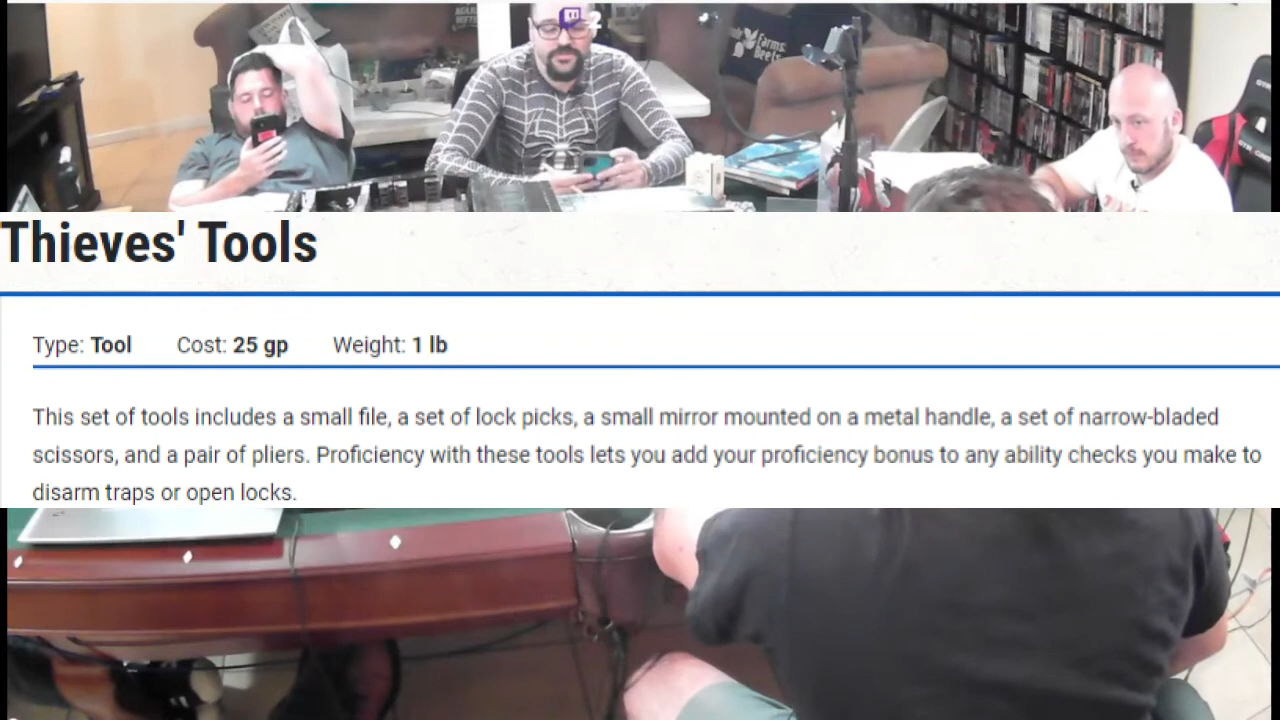 2
Farms
Beets
Thieves' Tools
Type: Tool Cost: 25 gp Weight: 1 lb
This set of tools includes a small file, a set of lock picks, a small mirror mounted on a metal handle, a set of narrow-bladed
scissors, and a pair of pliers. Proficiency with these tools lets you add your proficiency bonus to any ability checks you make to
disarm traps or open locks.